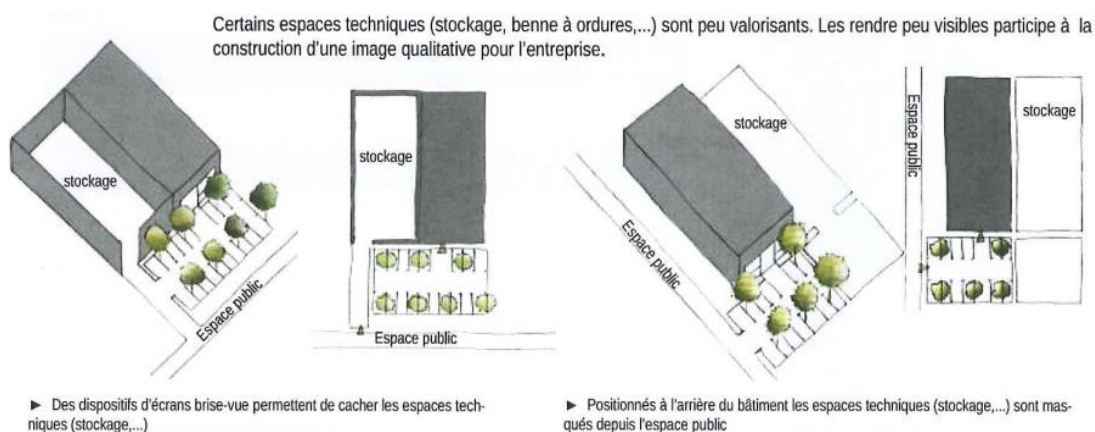 Certains espaces techniques (stockage, benne à ordures,...) sont peu valorisants. Les rendre peu visibles participe à la
construction d'une image qualitative pour l'entreprise.
stockage
Espace public
stockage
Espace public
stockage
Espace public
Espace public
stockage
► Des dispositifs d'écrans brise-vue permettent de cacher les espaces tech-
niques (stockage,...)
► Positionnés à l'arrière du bâtiment les espaces techniques (stockage,...) sont mas-
qués depuis l'espace public